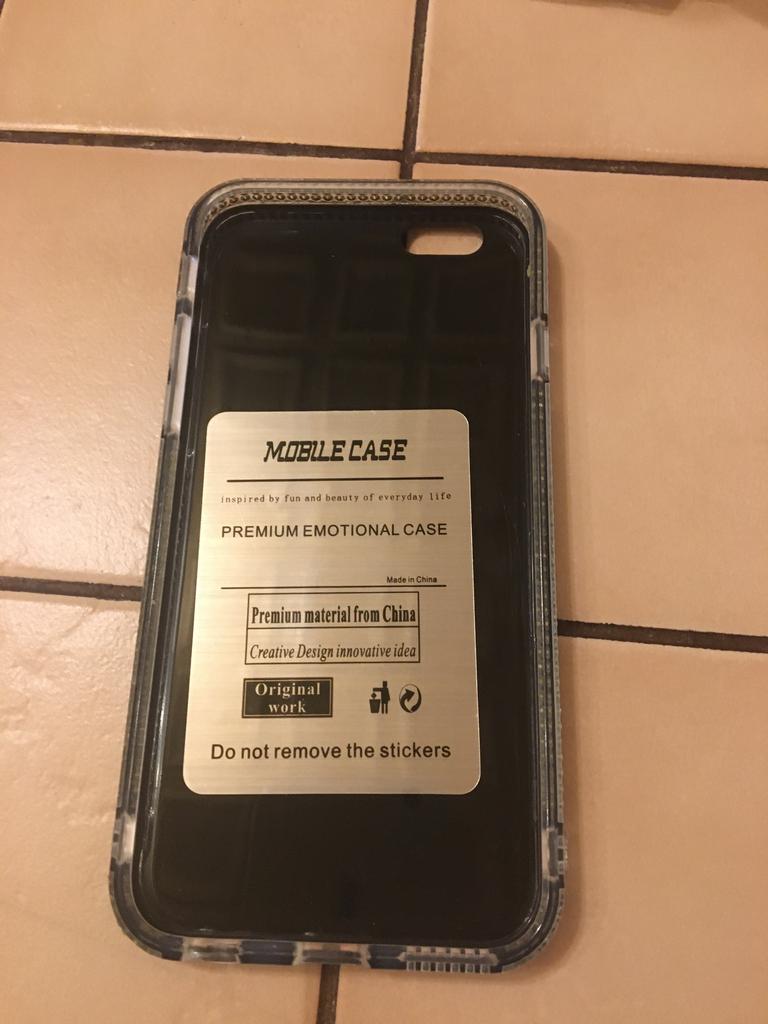 MOBILE CASE
inspired by fun and beauty of everyday life
PREMIUM EMOTIONAL CASE
Made in China
Premium material from China
Creative Design innovative idea
Original
work
Do not remove the stickers